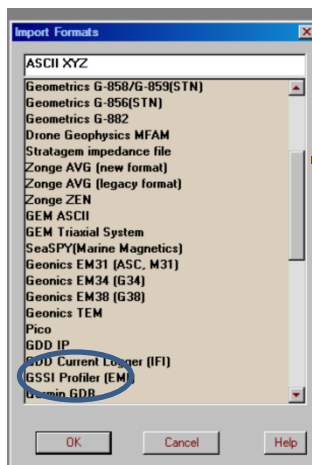 Import Formats
ASCII XYZ
Geometrics G-858/G-859(STN)
Geometrics G-856(STN)
Geometrics G-882
Drone Geophysics MFAM
Stratagem impedance file
Zonge AVG (new format)
Zonge AVG (legacy format)
Zonge ZEN
GEM ASCII
GEM Triaxial System
SeaSPY(Marine Magnetics)
Geonics EM31 (ASC, M31)
Geonics EM34 (G34)
Geonics EM38 (G38)
Geonics TEM
Pico
GDD IP
GDD Current Logger (IFI)
GSSI Profiler (EMI)
Garmin GDB
OK Cancel Help